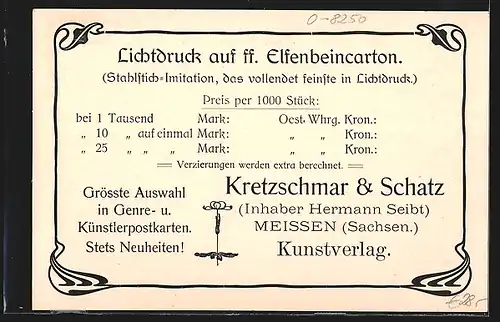 O-8250
Lichtdruck auf ff. Elfenbeincarton.
(Stahlstich=Imitation, das vollendet feinste in Lichtdruck.)
Preis per 1000 Stück:
bei 1 Tausend Mark: Oest. Whrg. Kron.:
„ 10 „ auf einmal Mark: „ „ Kron.:
„ 25 „ „ „ Mark: „ „ Kron.:
Verzierungen werden extra berechnet.
Grösste Auswahl
in Genre- u.
Künstlerpostkarten.
Stets Neuheiten!
Kretzschmar & Schatz
(Inhaber Hermann Seibt)
MEISSEN (Sachsen.)
Kunstverlag.
€ 28,-